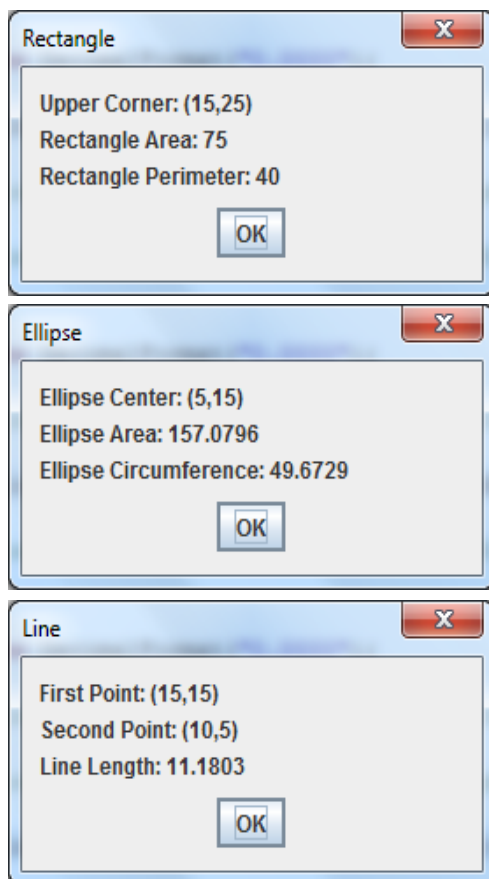 Rectangle
Upper Corner: (15,25)
Rectangle Area: 75
Rectangle Perimeter: 40
OK
Ellipse
Ellipse Center: (5,15)
Ellipse Area: 157.0796
Ellipse Circumference: 49.6729
OK
Line
First Point: (15,15)
Second Point: (10,5)
Line Length: 11.1803
OK